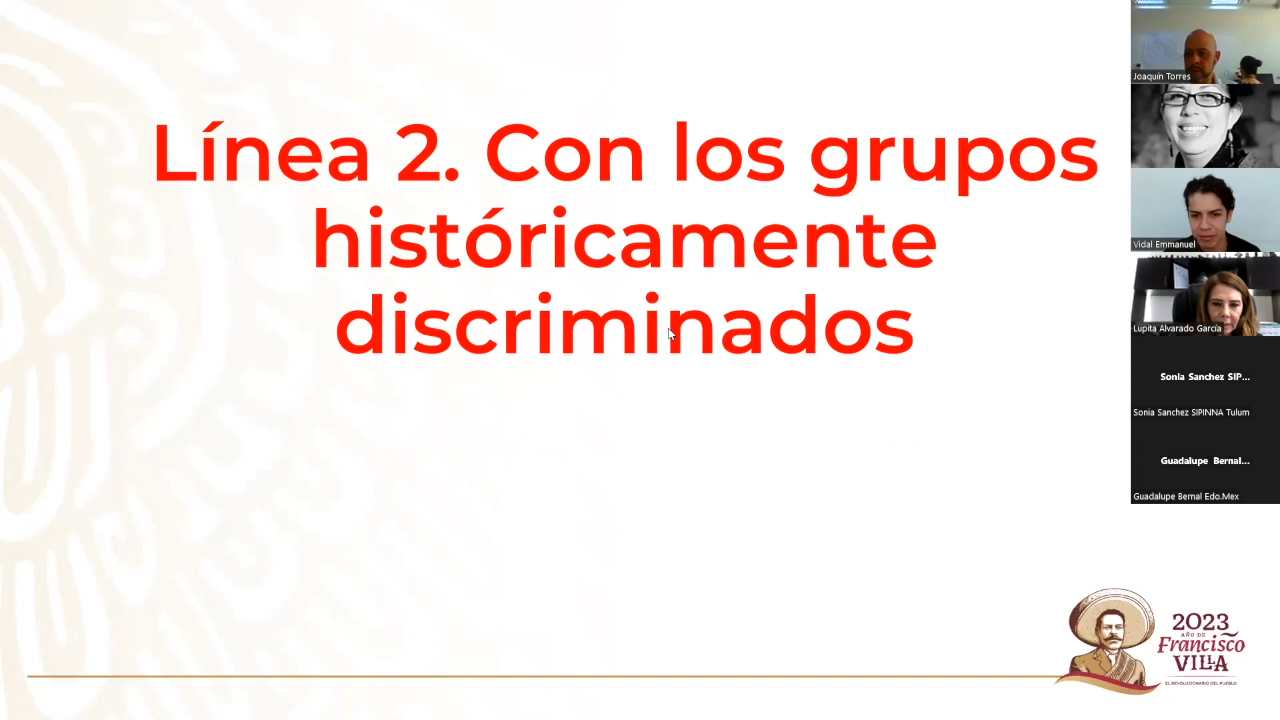 Línea 2. Con los grupos
históricamente
discriminados
Joaquín Torres
Vidal Emmanuel
Lupita Alvarado García
Sonia Sanchez SIP...
Sonia Sanchez SIPINNA Tulum
Guadalupe Bernal...
Guadalupe Bernal Edo.Mex
2023
AÑO DE
Francisco
VILLA
EL REVOLUCIONARIO DEL PUEBLO